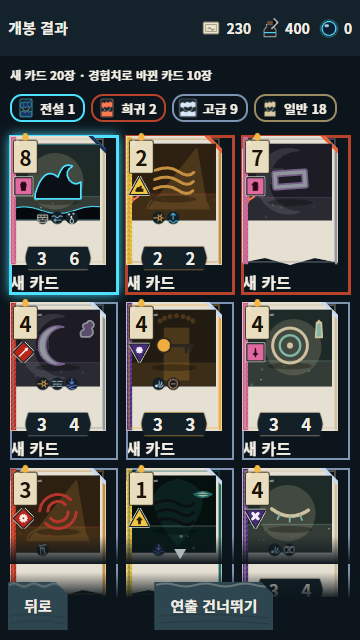 개봉 결과 230 400 0
새 카드 20장 · 경험치로 바뀐 카드 10장
전설 1 희귀 2 고급 9 일반 18
8 2 7
3 6 2 2
새 카드 새 카드 새 카드
4 4 4
3 4 3 3 3 4
새 카드 새 카드 새 카드
3 1 4
3 4
뒤로 연출 건너뛰기